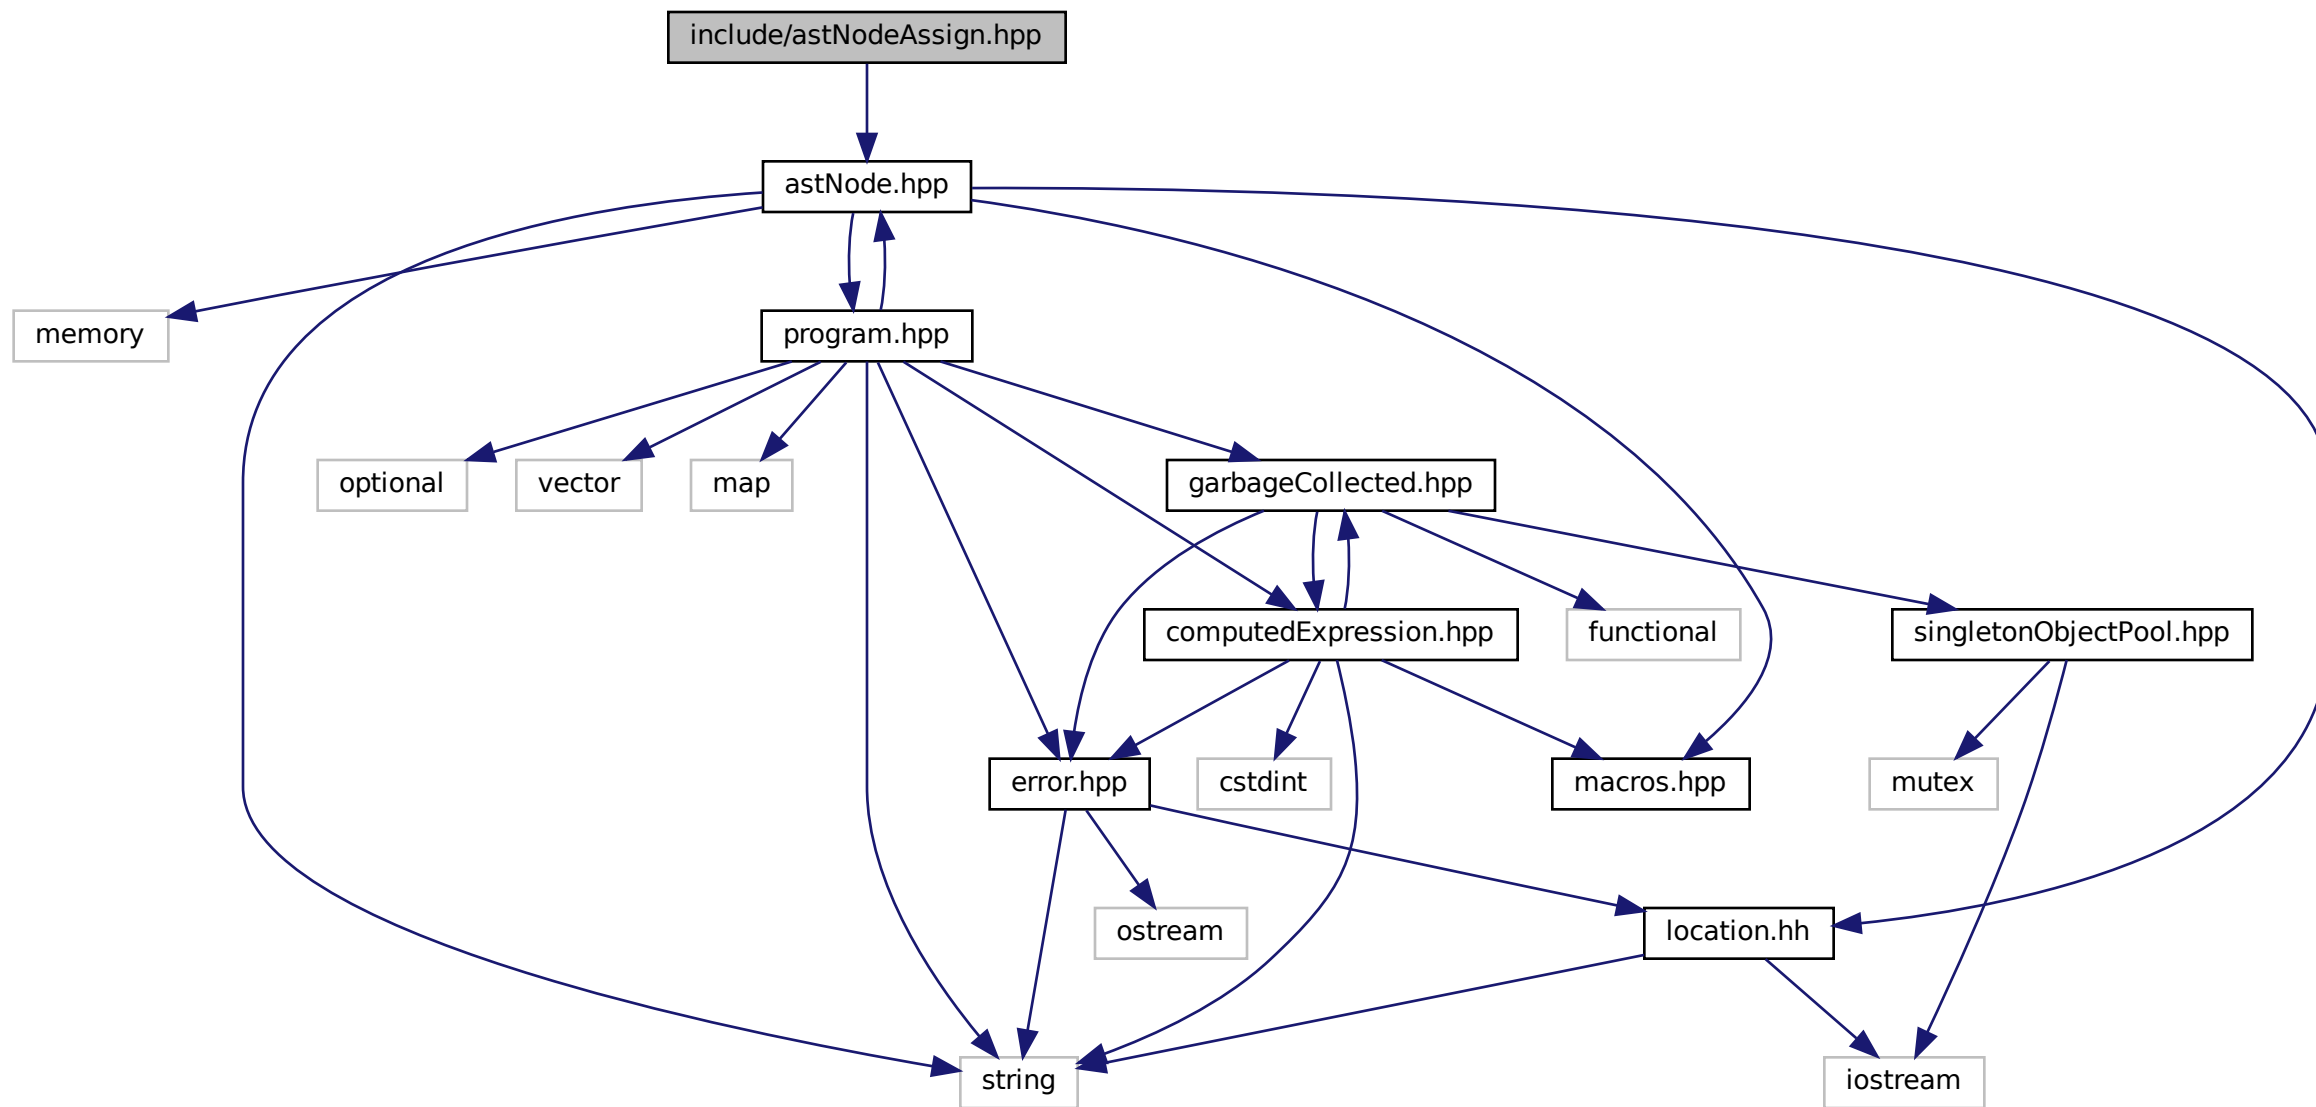 include/astNodeAssign.hpp
astNode.hpp
memory
program.hpp
optional
vector
map
garbageCollected.hpp
computedExpression.hpp
functional
singletonObjectPool.hpp
error.hpp
cstdint
macros.hpp
mutex
ostream
location.hh
string
iostream